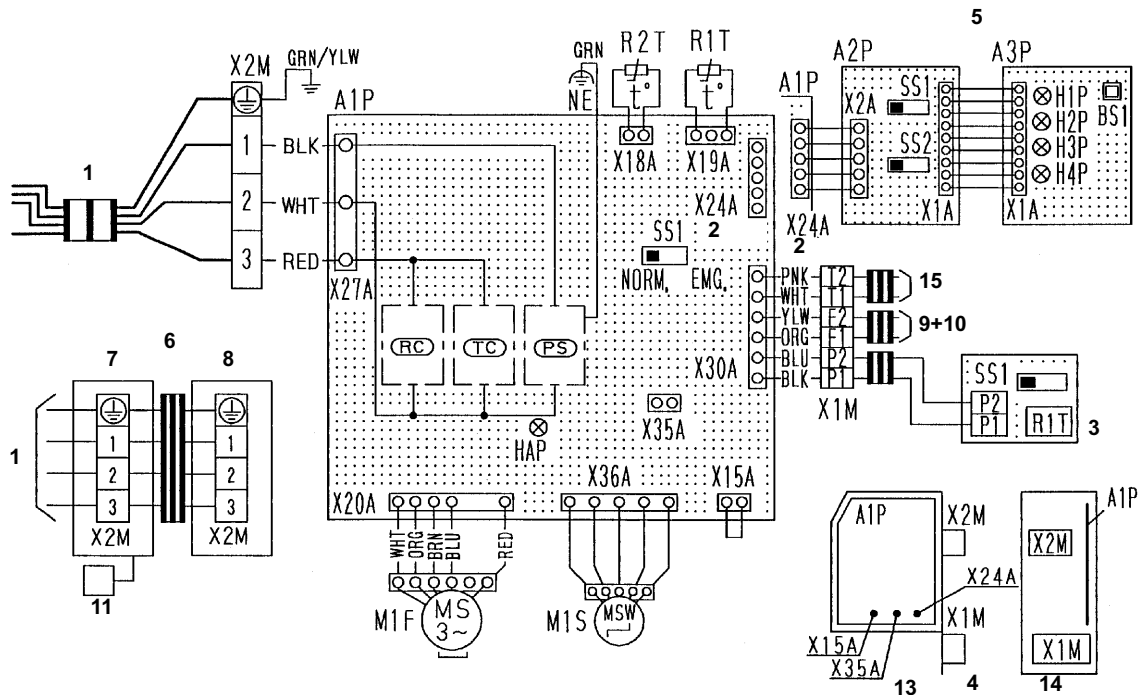 5
X2M GRN/YLW
GRN R2T R1T
t° t°
NE
A1P
A2P A3P
A1P
SS1
X2A
SS2
H1P BS1
H2P
H3P
H4P
X1A X1A
X24A
2
X18A X19A
X24A
2
1
1 BLK
2 WHT
3 RED
X27A
SS1
NORM. EMG.
RC TC PS
PNK T2
WHT T1
YLW F2
ORG F1
BLU P2
BLK P1
X30A
X1M
15
9+10
SS1
P2
P1
R1T
3
X35A
HAP
6
7 8
1
1 1
2 2
3 3
X2M X2M
11
X20A
X36A X15A
WHT
ORG
BRN
BLU
RED
M1F MS
3~
M1S MSW
A1P
X2M
X24A
X1M
X15A
X35A
13 4
A1P
X2M
X1M
14